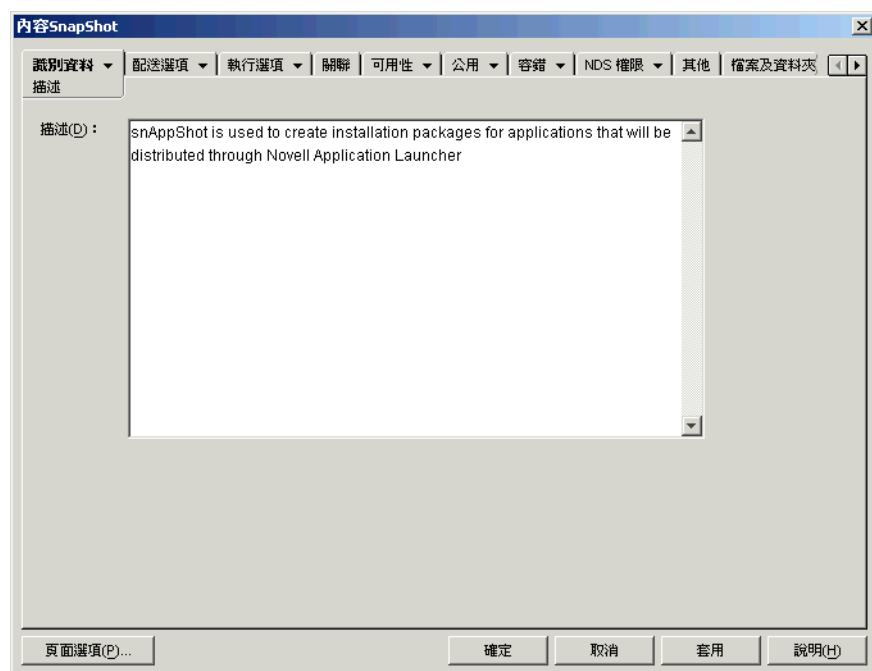 內容SnapShot
識別資料 配送選項 執行選項 關聯 可用性 公用 容錯 NDS 權限 其他 檔案及資料夾
描述
描述(D)：
snAppShot is used to create installation packages for applications that will be
distributed through Novell Application Launcher
頁面選項(P)... 確定 取消 套用 說明(H)